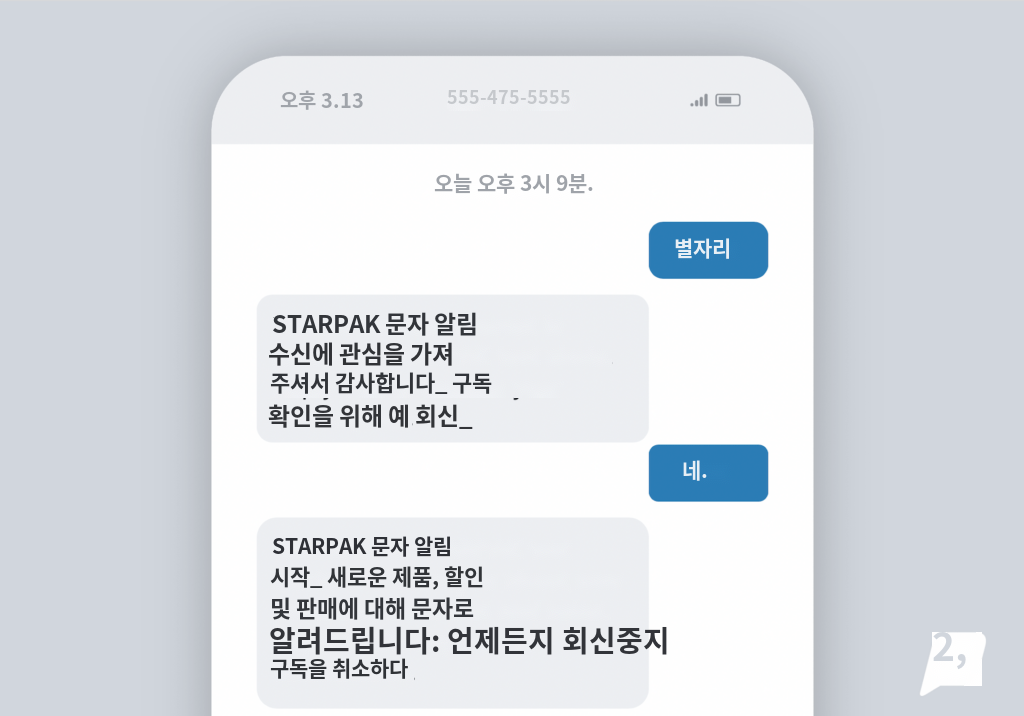 오후 3.13 555-475-5555
오늘 오후 3시 9분.
별자리
STARPAK 문자 알림
수신에 관심을 가져
주셔서 감사합니다_ 구독
확인을 위해 예 회신_
네.
STARPAK 문자 알림
시작_ 새로운 제품, 할인
및 판매에 대해 문자로
알려드립니다: 언제든지 회신중지
구독을 취소하다
2,